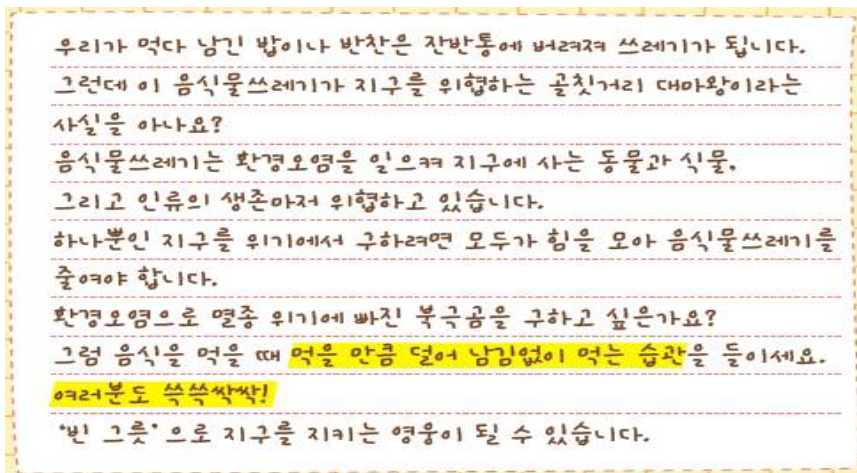 우리가 먹다 남긴 밥이나 반찬은 잔반통에 버려져 쓰레기가 됩니다.
그런데 이 음식물쓰레기가 지구를 위협하는 골칫거리 대마왕이라는
사실을 아나요?
음식물쓰레기는 환경오염을 일으켜 지구에 사는 동물과 식물,
그리고 인류의 생존마저 위협하고 있습니다.
하나뿐인 지구를 위기에서 구하려면 모두가 힘을 모아 음식물쓰레기를
줄여야 합니다.
환경오염으로 멸종 위기에 빠진 북극곰을 구하고 싶은가요?
그럼 음식을 먹을 때 먹을 만큼 덜어 남김없이 먹는 습관을 들이세요.
여러분도 쓱쓱싹싹!
'빈 그릇'으로 지구를 지키는 영웅이 될 수 있습니다.